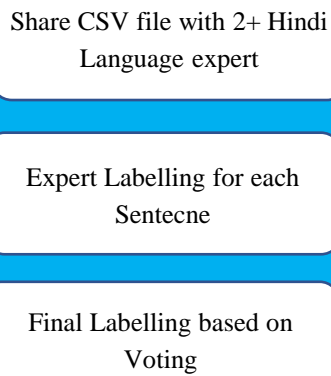 Share CSV file with 2+ Hindi
Language expert
Expert Labelling for each
Sentecne
Final Labelling based on
Voting